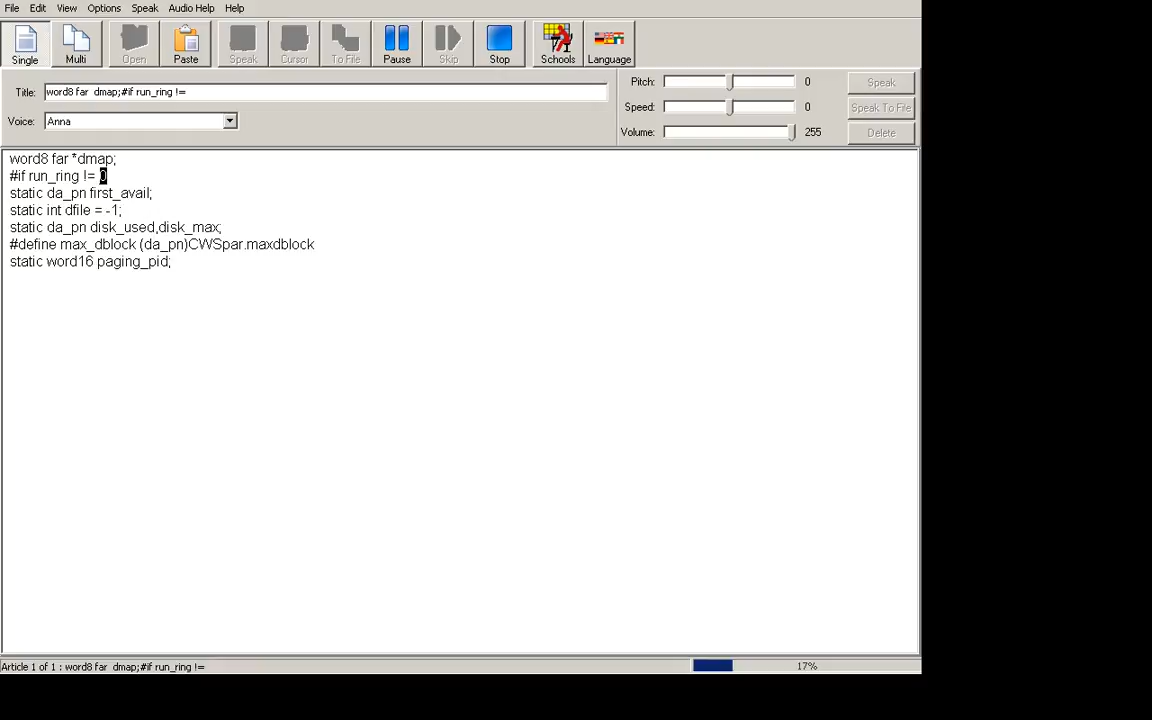 File Edit View Options Speak Audio Help Help
Single Multi Open Paste Speak Cursor To File Pause Skip Stop Schools Language
Title: word8 far  dmap;#if run_ring !=
Voice: Anna
Pitch: 0 Speak
Speed: 0 Speak To File
Volume: 255 Delete
word8 far *dmap;
#if run_ring != 0
static da_pn first_avail;
static int dfile = -1;
static da_pn disk_used,disk_max;
#define max_dblock (da_pn)CWSpar.maxdblock
static word16 paging_pid;
Article 1 of 1 : word8 far  dmap;#if run_ring != 17%